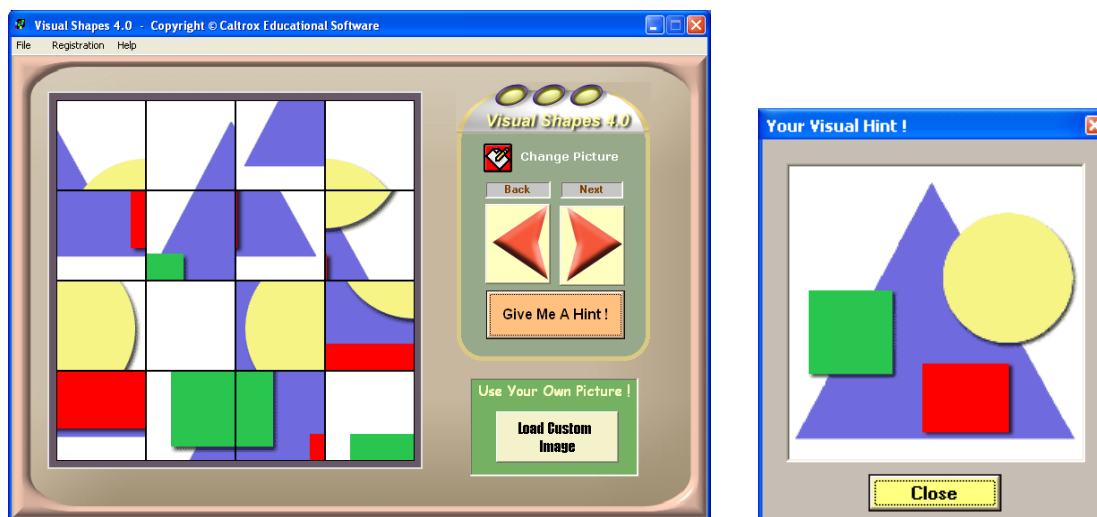 Visual Shapes 4.0 - Copyright © Caltrox Educational Software
File Registration Help
Visual Shapes 4.0
Change Picture
Back Next
Give Me A Hint !
Use Your Own Picture !
Load Custom
Image
Your Visual Hint !
Close